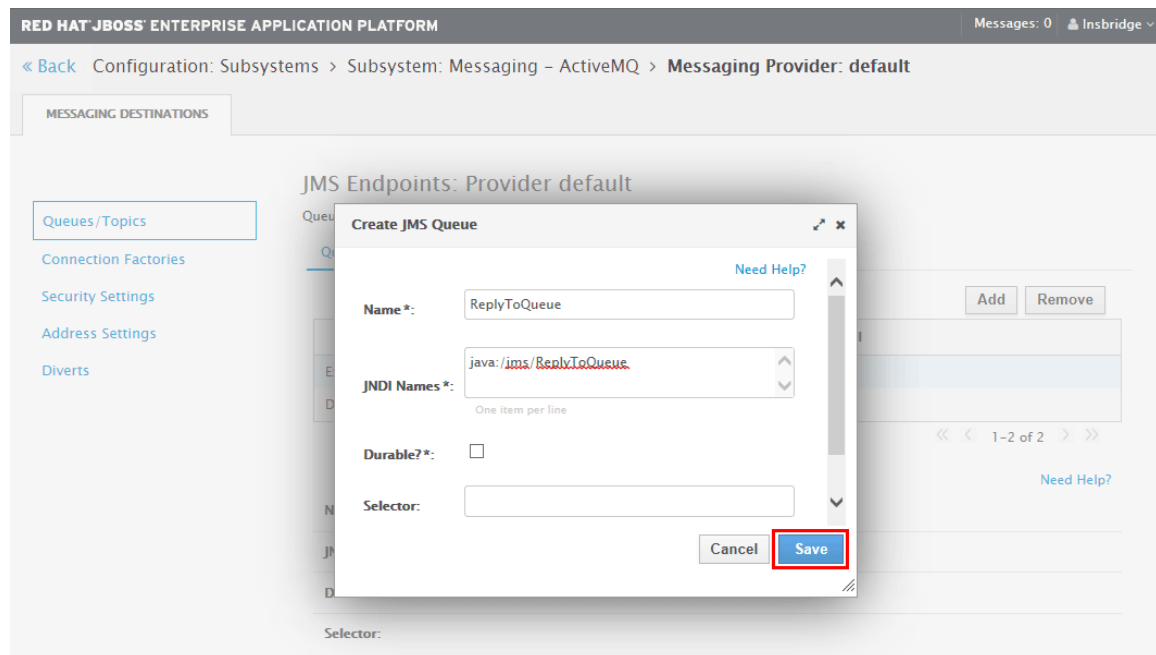 RED HAT JBOSS ENTERPRISE APPLICATION PLATFORM Messages: 0 Insbridge
« Back Configuration: Subsystems > Subsystem: Messaging – ActiveMQ > Messaging Provider: default
MESSAGING DESTINATIONS
JMS Endpoints: Provider default
Queues/Topics
Connection Factories
Security Settings
Address Settings
Diverts
Create JMS Queue
Need Help?
Name*: ReplyToQueue
JNDI Names*: java:/jms/ReplyToQueue
One item per line
Durable?*:
Selector:
Cancel Save
Add Remove
1-2 of 2
Need Help?
Selector: